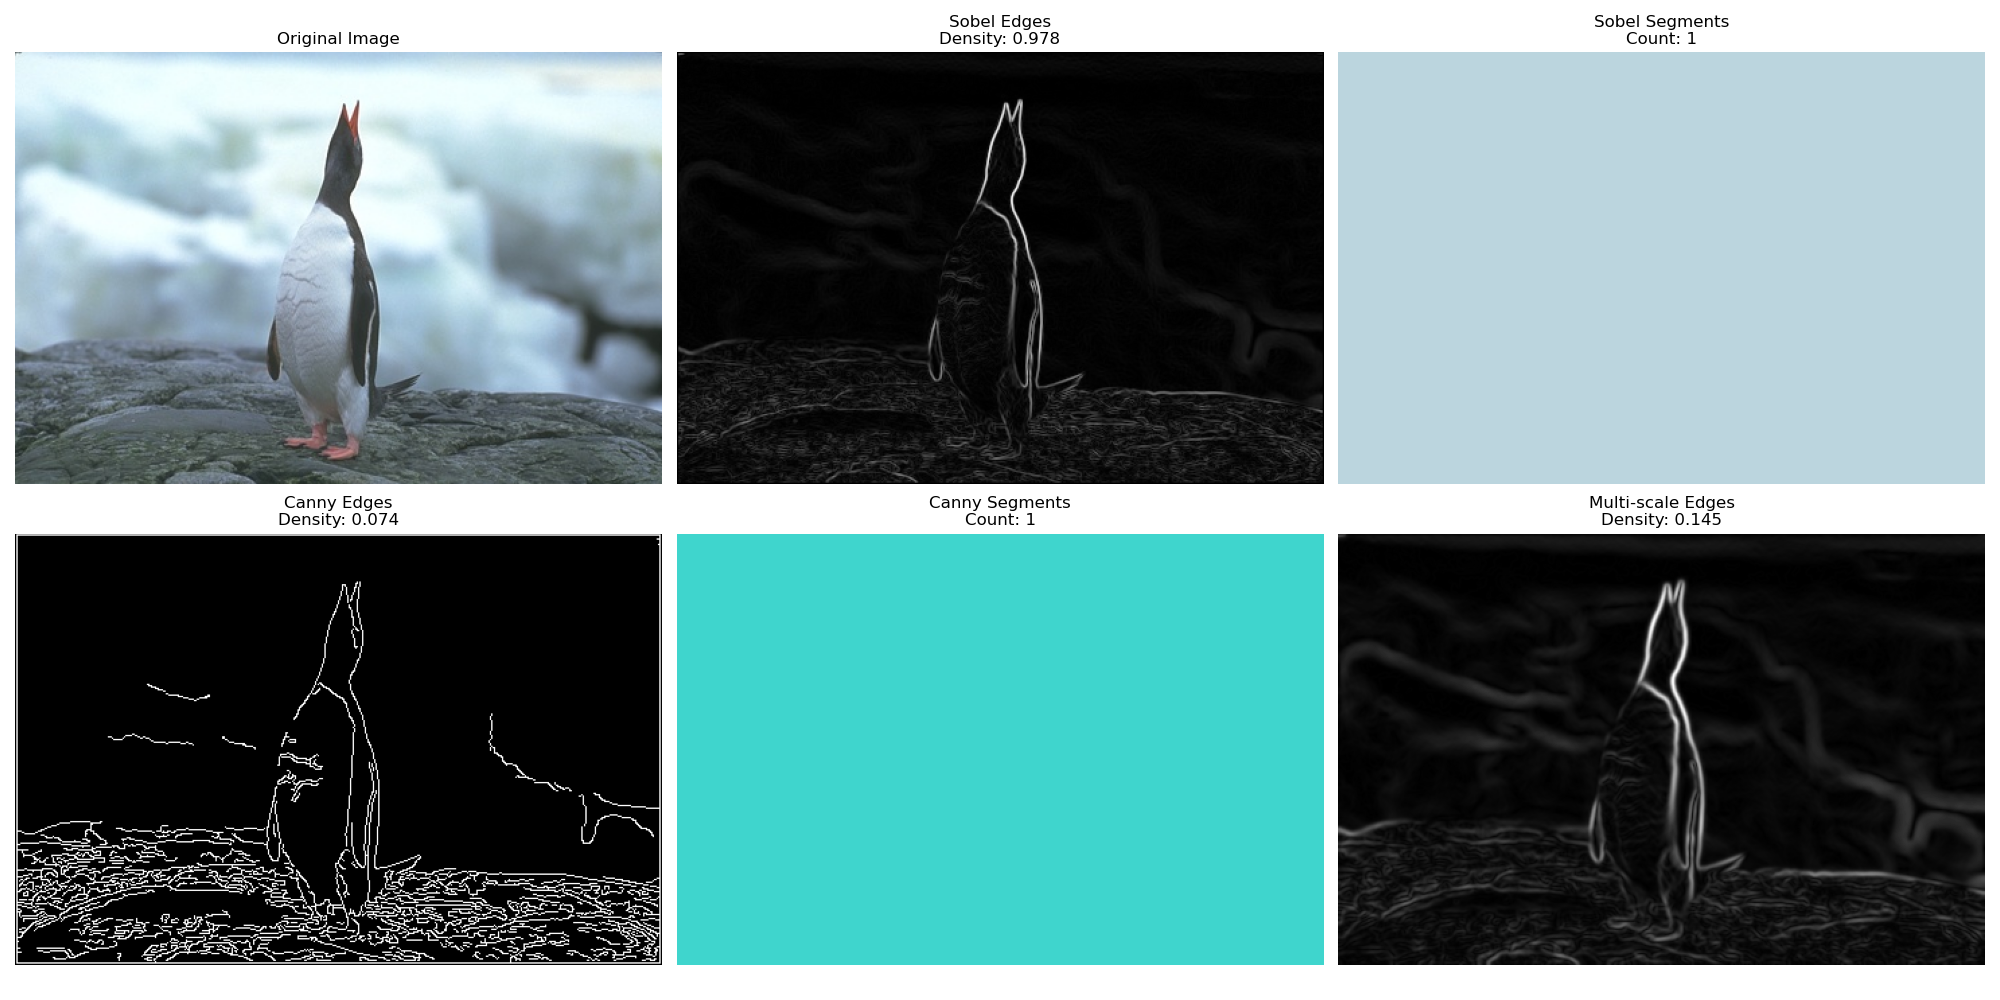 Original Image
Sobel Edges
Density: 0.978
Sobel Segments
Count: 1
Canny Edges
Density: 0.074
Canny Segments
Count: 1
Multi-scale Edges
Density: 0.145